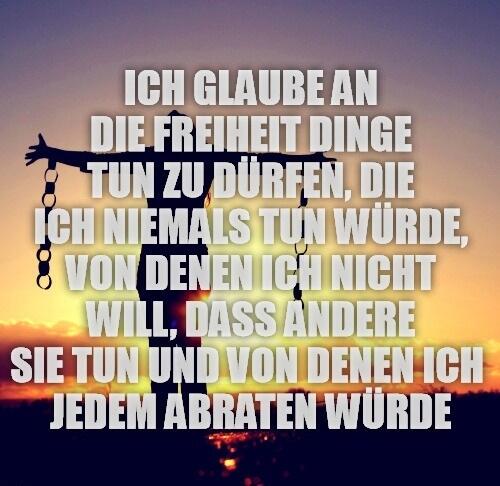 ICH GLAUBE AN
DIE FREIHEIT DINGE
TUN ZU DÜRFEN, DIE
ICH NIEMALS TUN WÜRDE,
VON DENEN ICH NICHT
WILL, DASS ANDERE
SIE TUN UND VON DENEN ICH
JEDEM ABRATEN WÜRDE